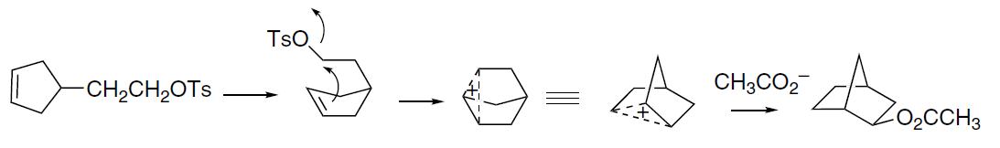 CH₂CH₂OTs
TsO
+
+
CH₃CO₂⁻
O₂CCH₃